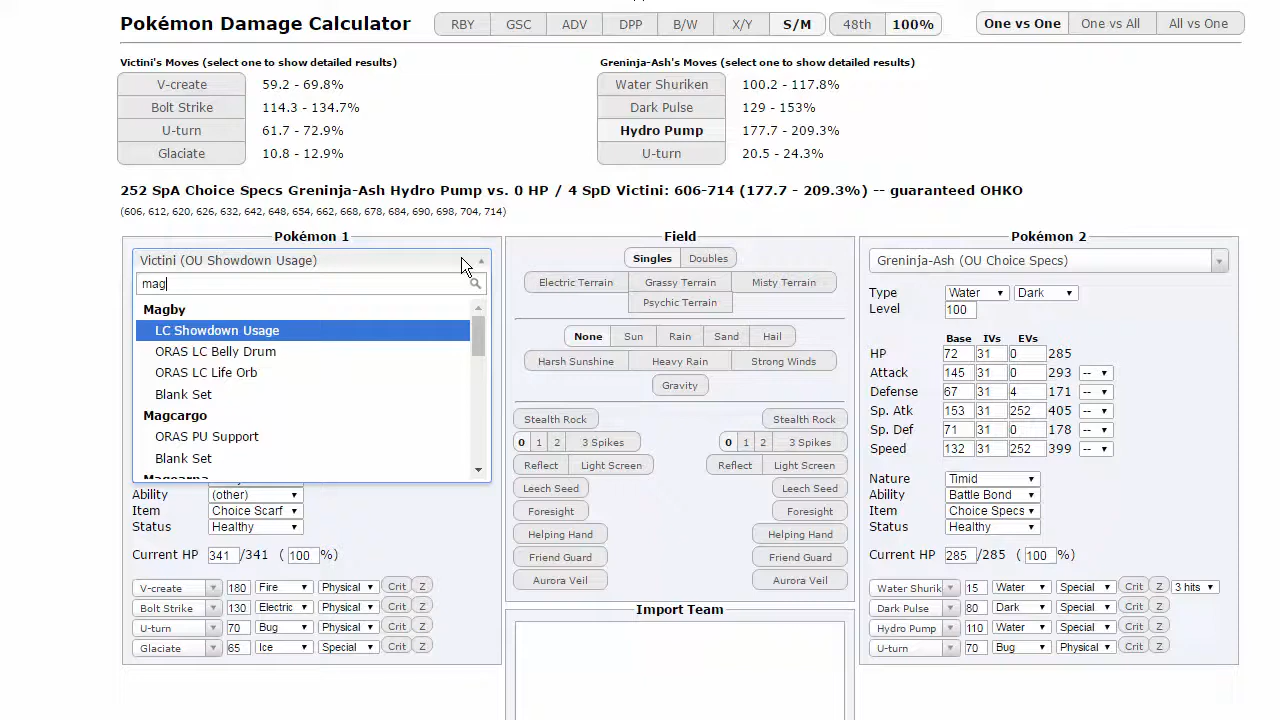 Pokémon Damage Calculator RBY GSC ADV DPP B/W X/Y S/M 48th 100% One vs One One vs All All vs One
Victini's Moves (select one to show detailed results) Greninja-Ash's Moves (select one to show detailed results)
V-create 59.2 - 69.8% Water Shuriken 100.2 - 117.8%
Bolt Strike 114.3 - 134.7% Dark Pulse 129 - 153%
U-turn 61.7 - 72.9% Hydro Pump 177.7 - 209.3%
Glaciate 10.8 - 12.9% U-turn 20.5 - 24.3%
252 SpA Choice Specs Greninja-Ash Hydro Pump vs. 0 HP / 4 SpD Victini: 606-714 (177.7 - 209.3%) -- guaranteed OHKO
(606, 612, 620, 626, 632, 642, 648, 654, 662, 668, 678, 684, 690, 698, 704, 714)
Pokémon 1
Victini (OU Showdown Usage)
mag
Magby
LC Showdown Usage
ORAS LC Belly Drum
ORAS LC Life Orb
Blank Set
Magcargo
ORAS PU Support
Blank Set
Ability (other)
Item Choice Scarf
Status Healthy
Current HP 341/341 (100%)
V-create 180 Fire Physical Crit Z
Bolt Strike 130 Electric Physical Crit Z
U-turn 70 Bug Physical Crit Z
Glaciate 65 Ice Special Crit Z
Field
Singles Doubles
Electric Terrain Grassy Terrain Misty Terrain
Psychic Terrain
None Sun Rain Sand Hail
Harsh Sunshine Heavy Rain Strong Winds
Gravity
Stealth Rock Stealth Rock
0 1 2 3 Spikes 0 1 2 3 Spikes
Reflect Light Screen Reflect Light Screen
Leech Seed Leech Seed
Foresight Foresight
Helping Hand Helping Hand
Friend Guard Friend Guard
Aurora Veil Aurora Veil
Import Team
Pokémon 2
Greninja-Ash (OU Choice Specs)
Type Water Dark
Level 100
Base IVs EVs
HP 72 31 0 285
Attack 145 31 0 293 --
Defense 67 31 4 171 --
Sp. Atk 153 31 252 405 --
Sp. Def 71 31 0 178 --
Speed 132 31 252 399 --
Nature Timid
Ability Battle Bond
Item Choice Specs
Status Healthy
Current HP 285/285 (100%)
Water Shurik 15 Water Special Crit Z 3 hits
Dark Pulse 80 Dark Special Crit Z
Hydro Pump 110 Water Special Crit Z
U-turn 70 Bug Physical Crit Z